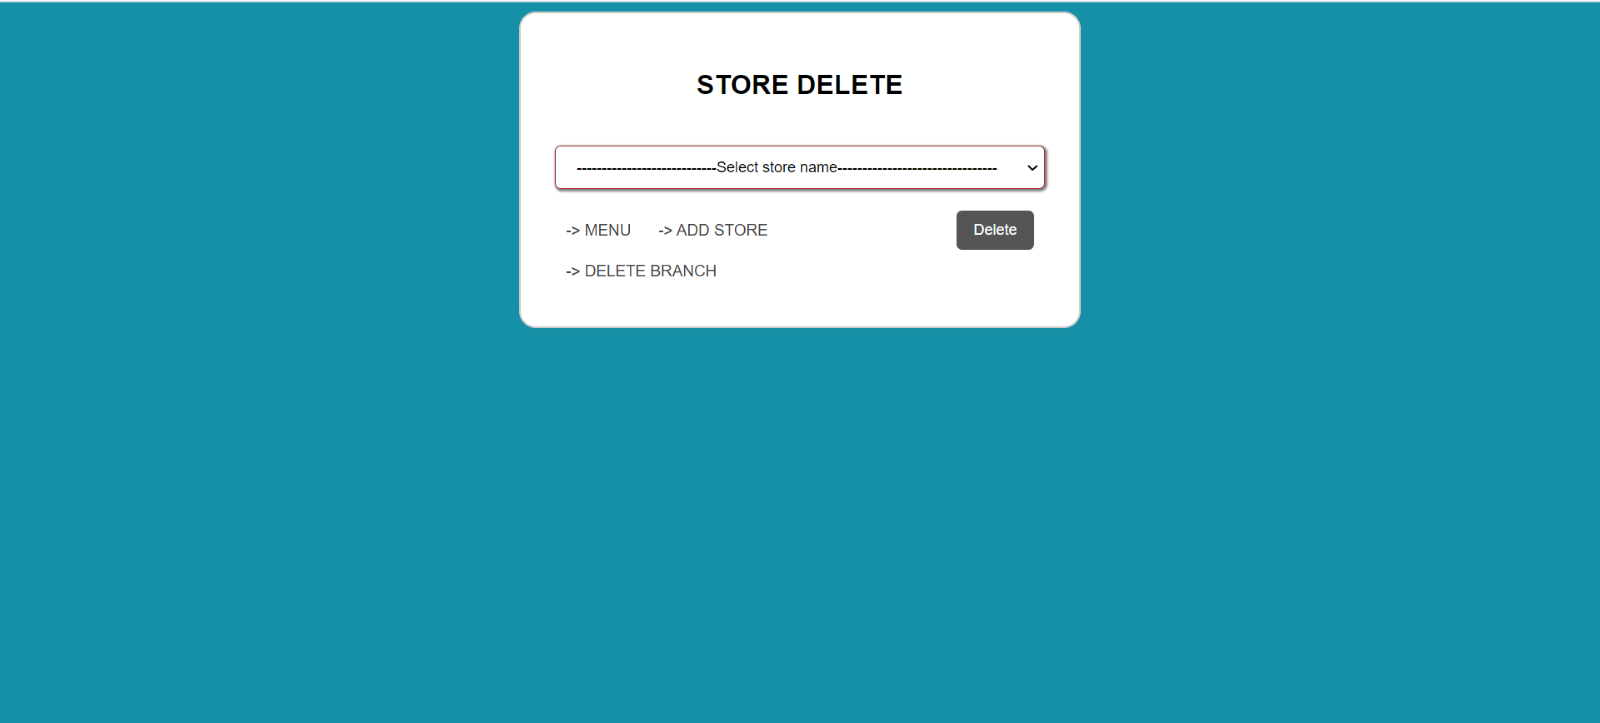 STORE DELETE
----------------------------Select store name--------------------------------
-> MENU -> ADD STORE Delete
-> DELETE BRANCH